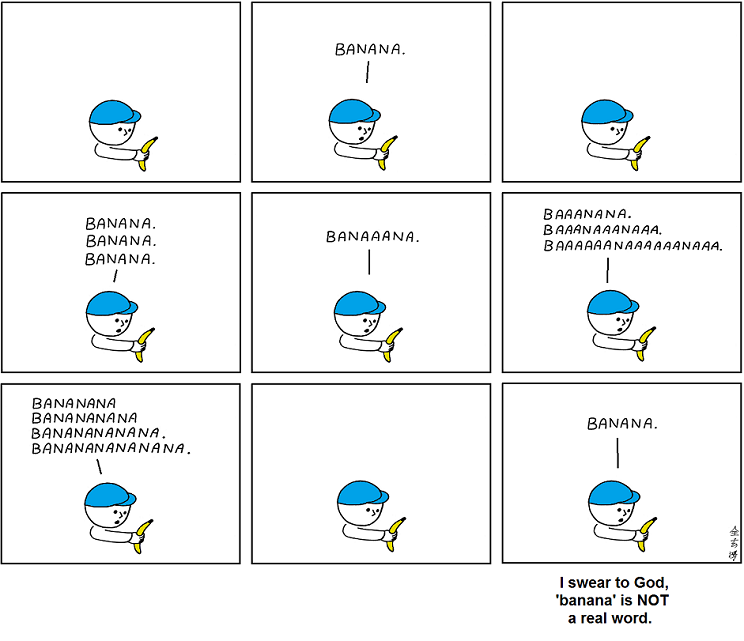 BANANA.
BANANA.
BANANA.
BANANA.
BANAAANA.
BAAANANA.
BAAANAAANAAA.
BAAAAAANAAAAAANAAA.
BANANANA
BANANANANA
BANANANANANA.
BANANANANANANA.
BANANA.
I swear to God,
'banana' is NOT
a real word.